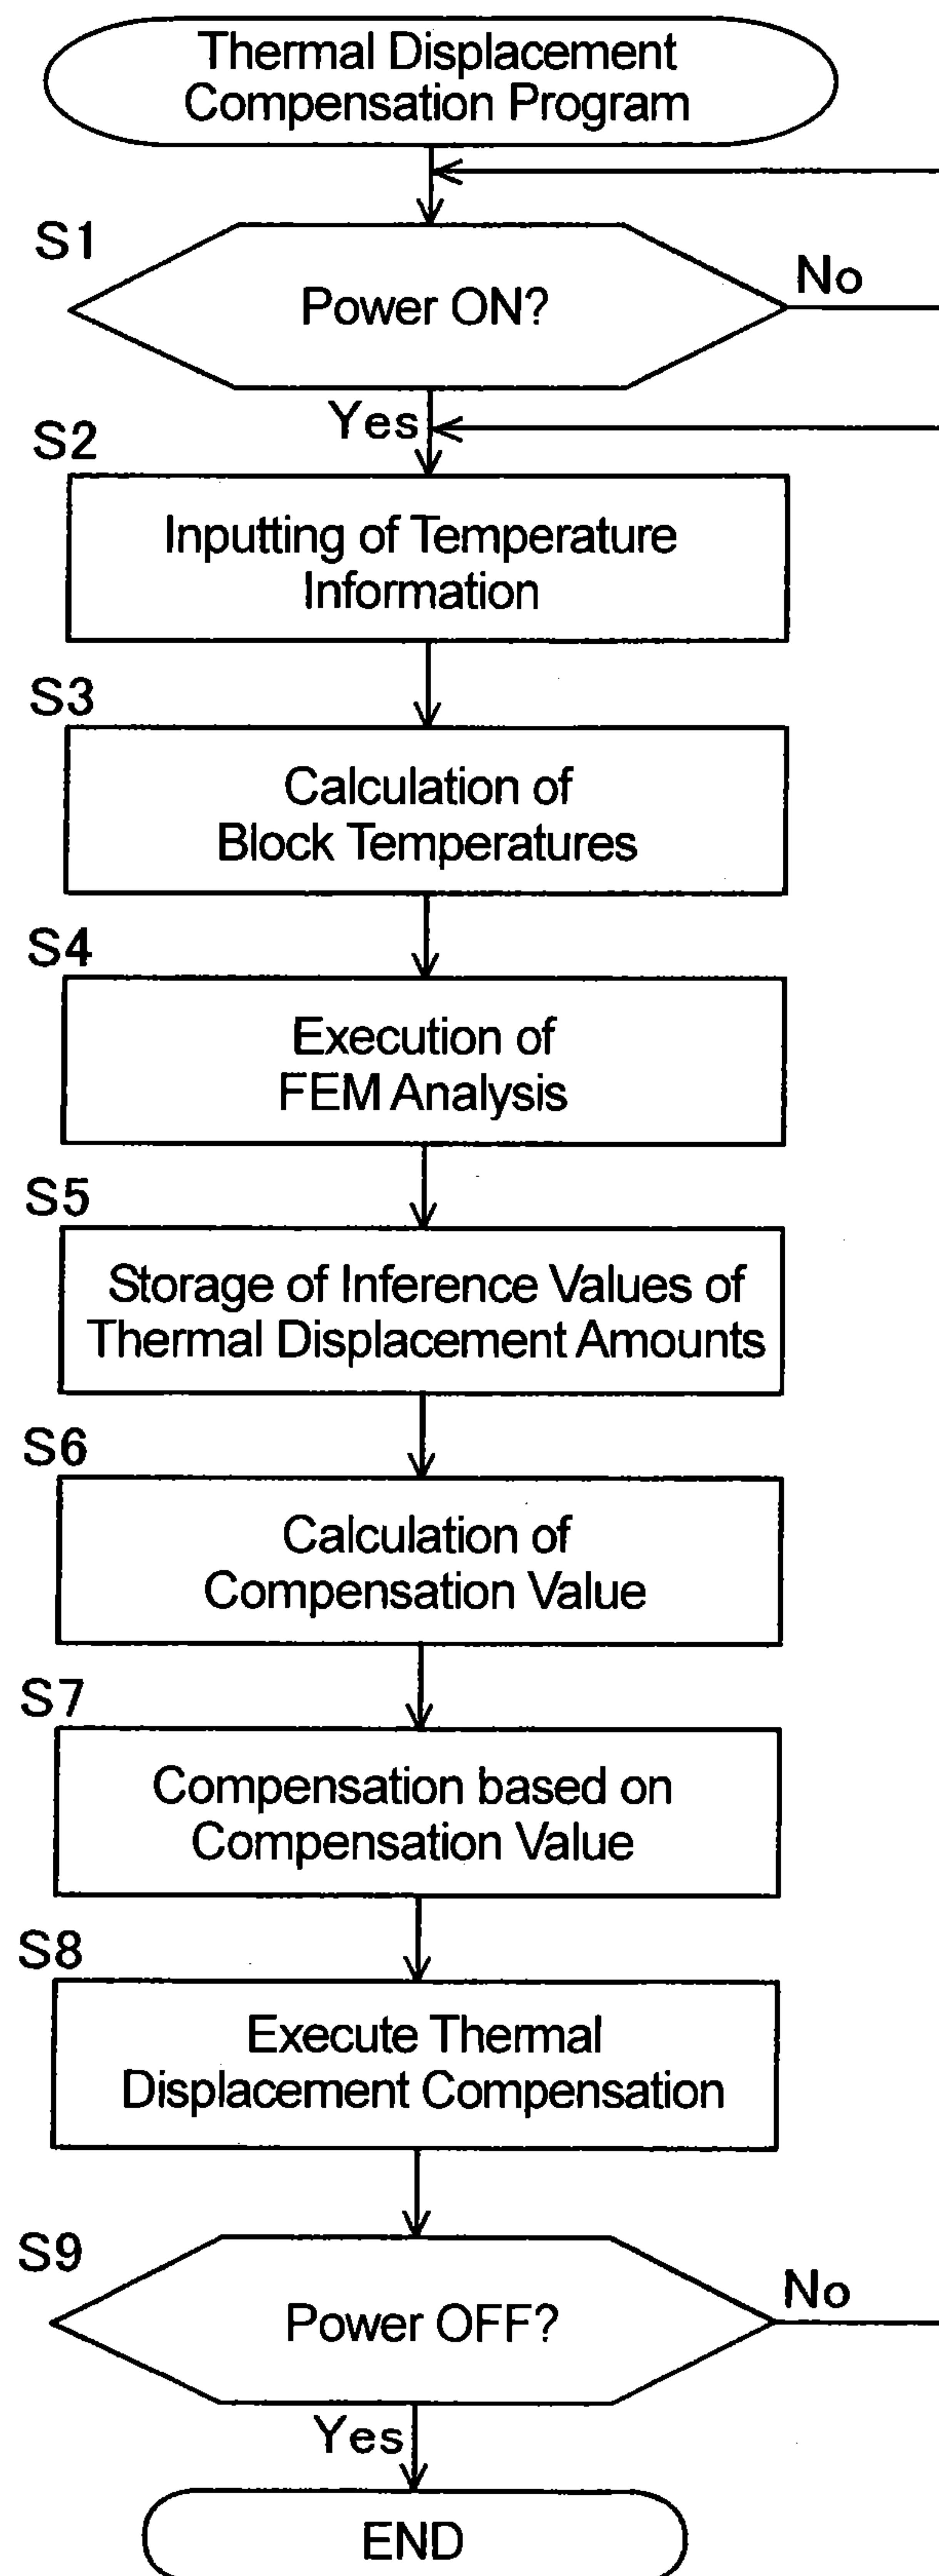 Thermal Displacement
Compensation Program
S1
Power ON?
No
Yes
S2
Inputting of Temperature
Information
S3
Calculation of
Block Temperatures
S4
Execution of
FEM Analysis
S5
Storage of Inference Values of
Thermal Displacement Amounts
S6
Calculation of
Compensation Value
S7
Compensation based on
Compensation Value
S8
Execute Thermal
Displacement Compensation
S9
Power OFF?
No
Yes
END